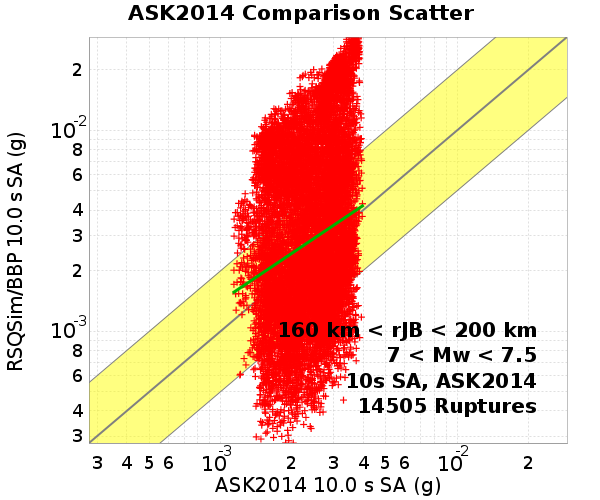 ASK2014 Comparison Scatter
RSQSim/BBP 10.0 s SA (g)
2
10-2
8
6
4
3
2
10-3
8
6
4
3
160 km < rJB < 200 km
7 < Mw < 7.5
10s SA, ASK2014
14505 Ruptures
3 4 5 6 10-3 2 3 4 5 6 10-2 2
ASK2014 10.0 s SA (g)